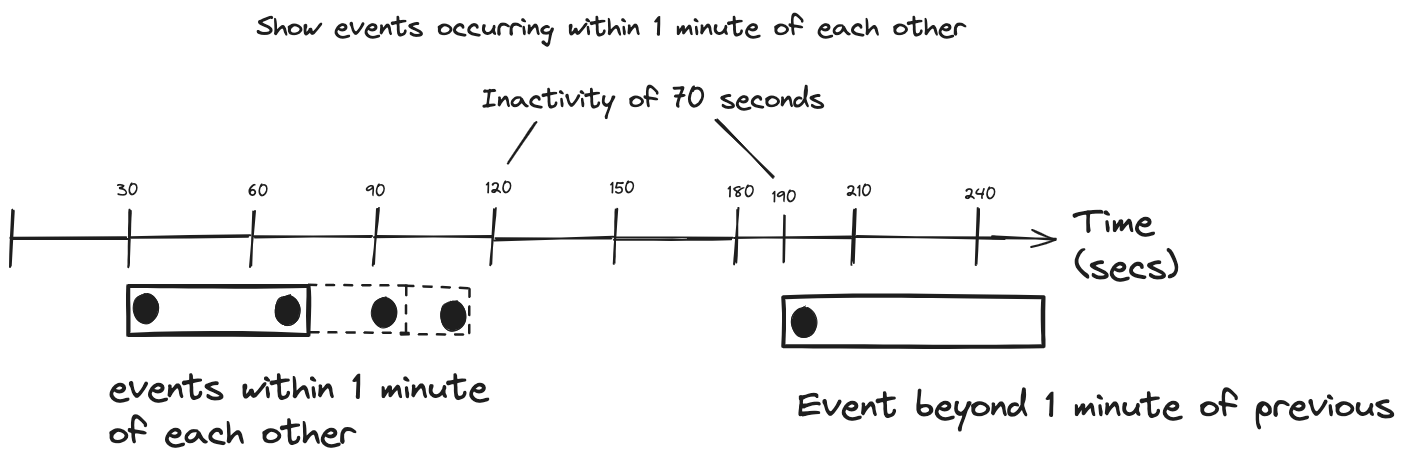 Show events occurring within 1 minute of each other
Inactivity of 70 seconds
30 60 90 120 150 180 190 210 240
Time
(secs)
events within 1 minute
of each other
Event beyond 1 minute of previous